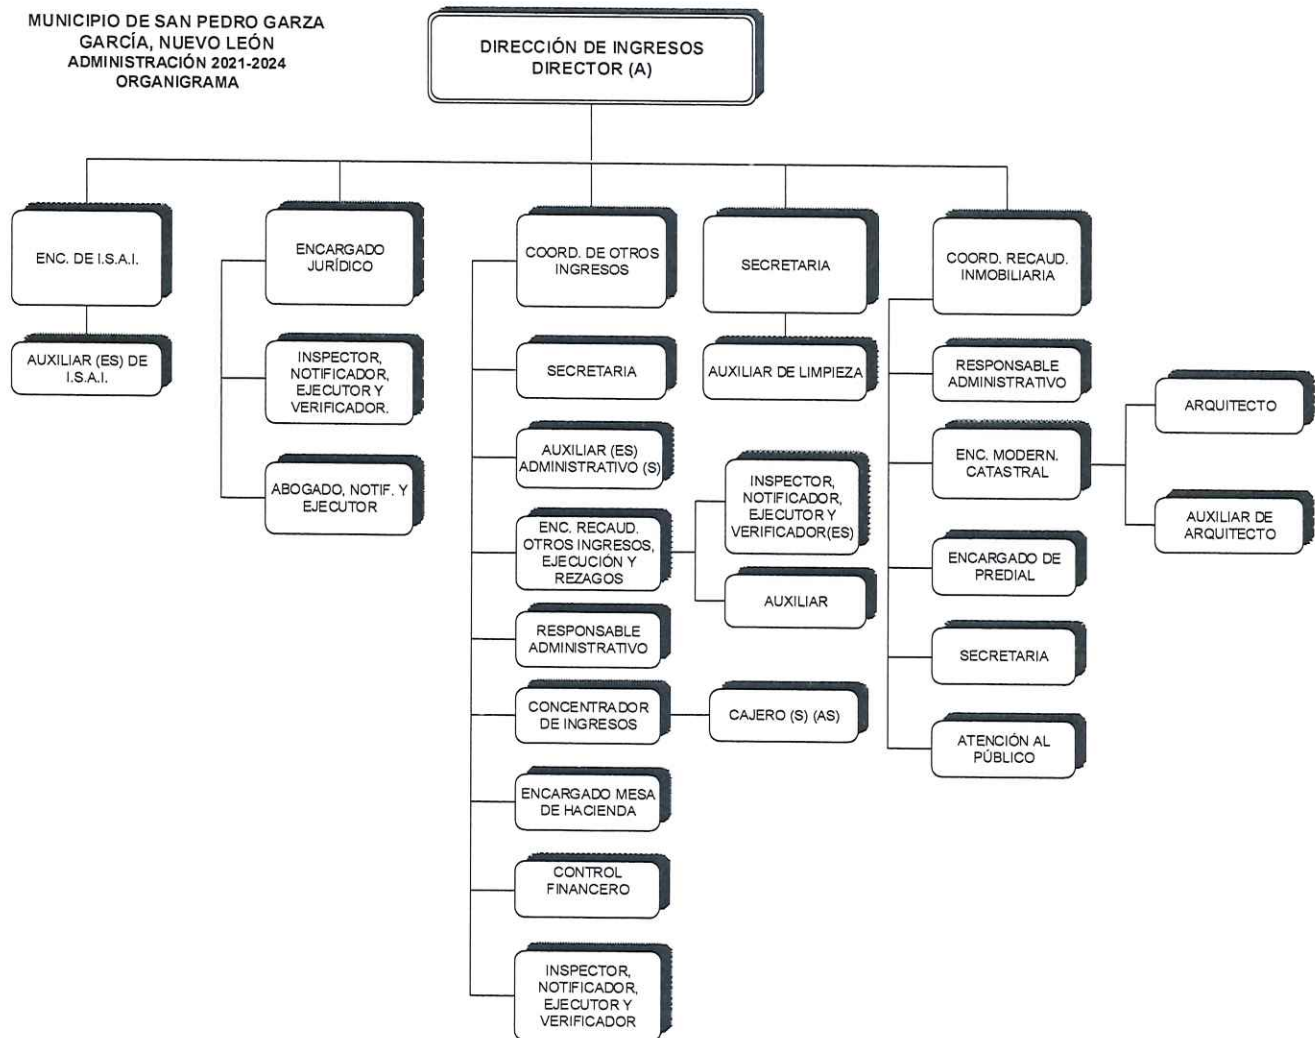 MUNICIPIO DE SAN PEDRO GARZA
GARCÍA, NUEVO LEÓN
ADMINISTRACIÓN 2021-2024
ORGANIGRAMA
DIRECCIÓN DE INGRESOS
DIRECTOR (A)
ENC. DE I.S.A.I.
AUXILIAR (ES) DE
I.S.A.I.
ENCARGADO
JURÍDICO
INSPECTOR,
NOTIFICADOR,
EJECUTOR Y
VERIFICADOR.
ABOGADO, NOTIF. Y
EJECUTOR
COORD. DE OTROS
INGRESOS
SECRETARIA
AUXILIAR (ES)
ADMINISTRATIVO (S)
ENC. RECAUD.
OTROS INGRESOS,
EJECUCIÓN Y
REZAGOS
INSPECTOR,
NOTIFICADOR,
EJECUTOR Y
VERIFICADOR(ES)
AUXILIAR
RESPONSABLE
ADMINISTRATIVO
CONCENTRADOR
DE INGRESOS
CAJERO (S) (AS)
ENCARGADO MESA
DE HACIENDA
CONTROL
FINANCERO
INSPECTOR,
NOTIFICADOR,
EJECUTOR Y
VERIFICADOR
SECRETARIA
AUXILIAR DE LIMPIEZA
COORD. RECAUD.
INMOBILIARIA
RESPONSABLE
ADMINISTRATIVO
ENC. MODERN.
CATASTRAL
ARQUITECTO
AUXILIAR DE
ARQUITECTO
ENCARGADO DE
PREDIAL
SECRETARIA
ATENCIÓN AL
PÚBLICO